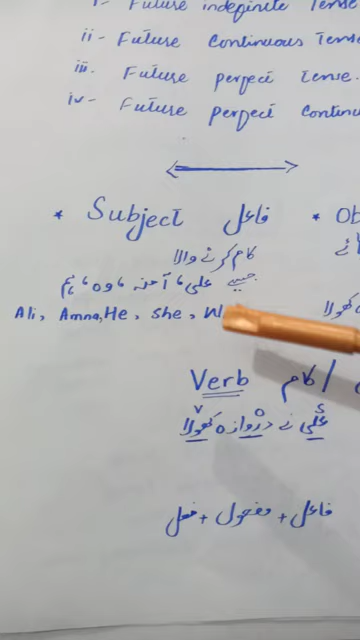 i- Future indefinite Tense
ii- Future Continuous Tense
iii. Future perfect Tense.
iv- Future perfect Continu
* Subject فاعل * Ob
کام کرنے والا
جیسے علی، آمنہ، وہ، ہم
Ali, Amna, He, She, W
کھولا
Verb کام /
V O S
علی نے دروازہ کھولا
فاعل + مفعول + فعل